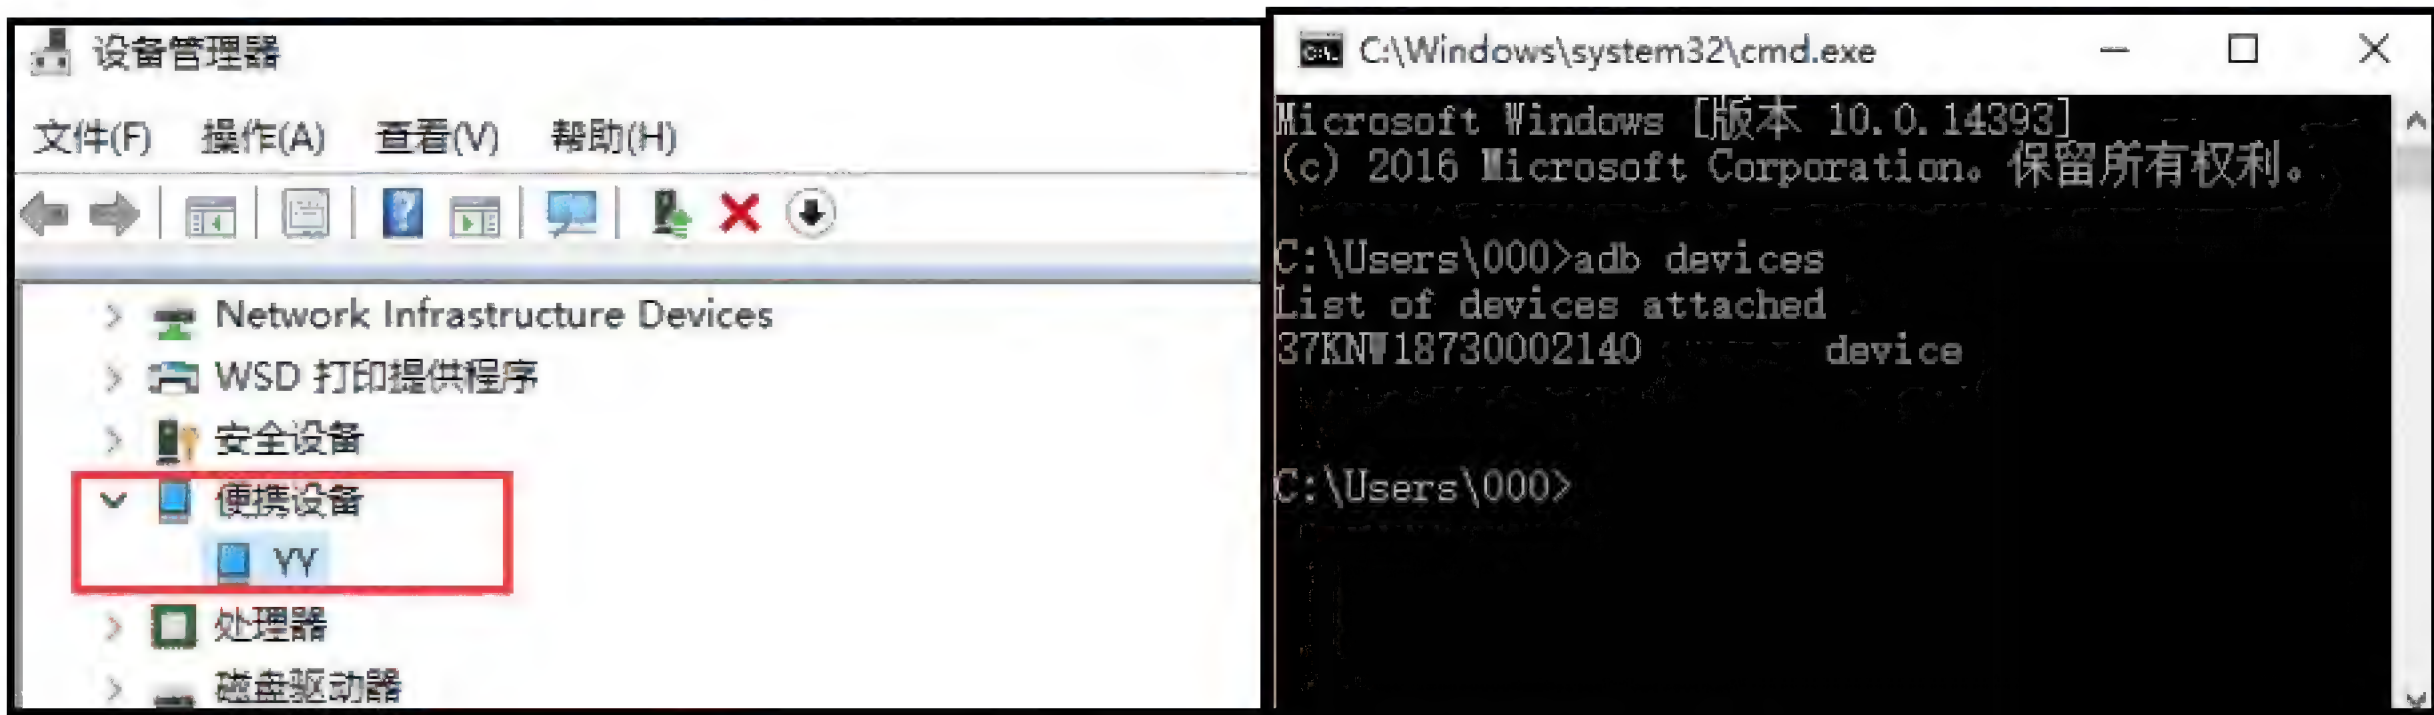 设备管理器
文件(F) 操作(A) 查看(V) 帮助(H)
Network Infrastructure Devices
WSD 打印提供程序
安全设备
便携设备
YY
处理器
磁盘驱动器
C:\Windows\system32\cmd.exe
Microsoft Windows [版本 10.0.14393]
(c) 2016 Microsoft Corporation。保留所有权利。
C:\Users\000>adb devices
List of devices attached
37KNW18730002140 device
C:\Users\000>